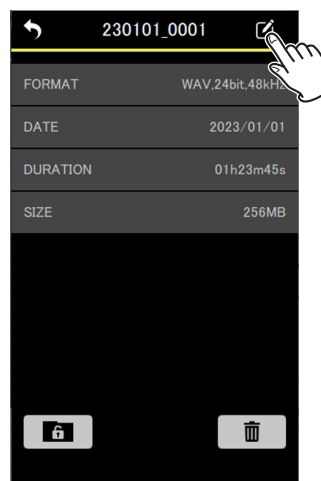 230101_0001
FORMAT WAV,24bit,48kHz
DATE 2023/01/01
DURATION 01h23m45s
SIZE 256MB